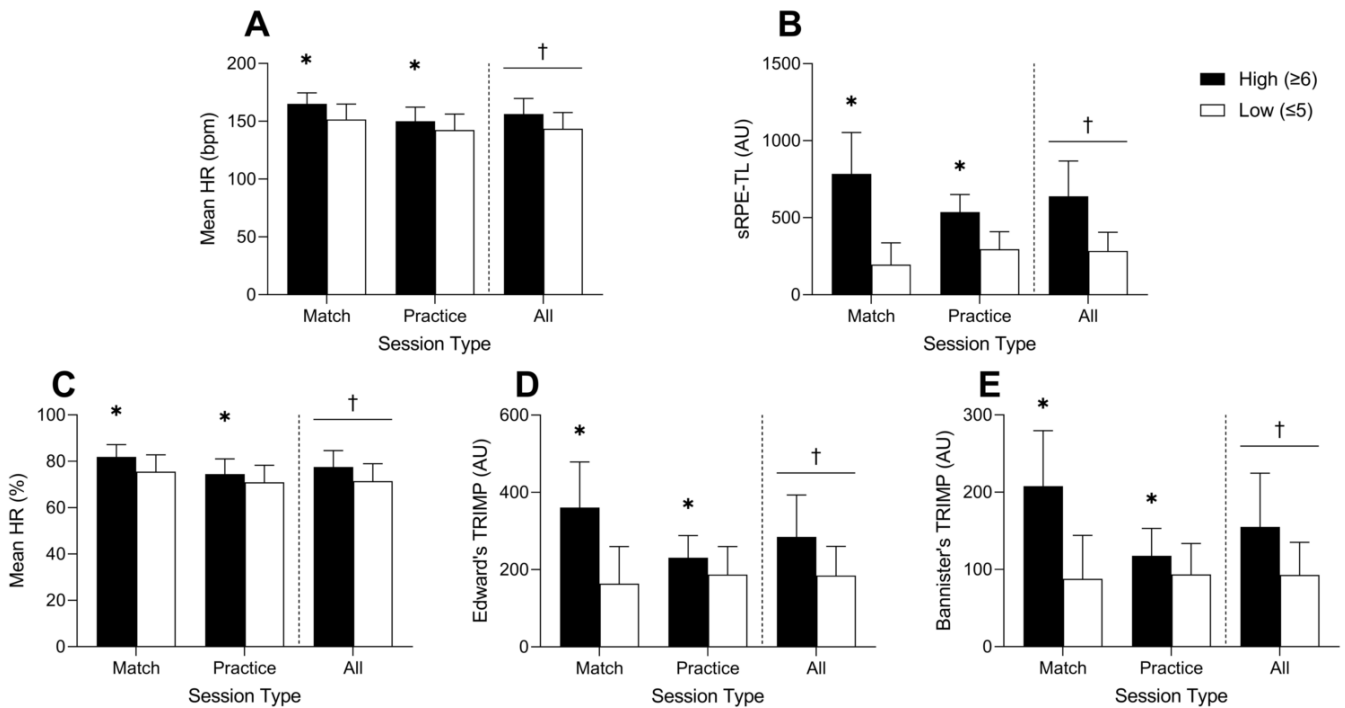 A
Mean HR (bpm)
200
150
100
50
0
*
*
†
Match
Practice
All
Session Type
B
sRPE-TL (AU)
1500
1000
500
0
*
*
†
Match
Practice
All
Session Type
High (≥6)
Low (≤5)
C
Mean HR (%)
100
80
60
40
20
0
*
*
†
Match
Practice
All
Session Type
D
Edward's TRIMP (AU)
600
400
200
0
*
*
†
Match
Practice
All
Session Type
E
Bannister's TRIMP (AU)
300
200
100
0
*
*
†
Match
Practice
All
Session Type